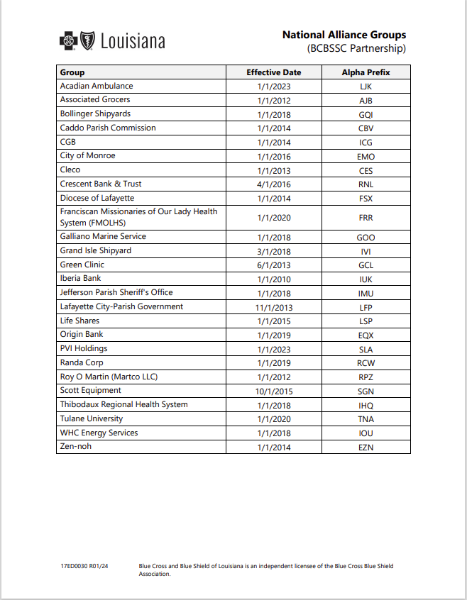 Louisiana
National Alliance Groups
(BCBSSC Partnership)
Group Effective Date Alpha Prefix
Acadian Ambulance 1/1/2023 LJK
Associated Grocers 1/1/2012 AJB
Bollinger Shipyards 1/1/2018 GQI
Caddo Parish Commission 1/1/2014 CBV
CGB 1/1/2014 ICG
City of Monroe 1/1/2016 EMO
Cleco 1/1/2013 CES
Crescent Bank & Trust 4/1/2016 RNL
Diocese of Lafayette 1/1/2014 FSX
Franciscan Missionaries of Our Lady Health
System (FMOLHS) 1/1/2020 FRR
Galliano Marine Service 1/1/2018 GOO
Grand Isle Shipyard 3/1/2018 IVI
Green Clinic 6/1/2013 GCL
Iberia Bank 1/1/2010 IUK
Jefferson Parish Sheriff's Office 1/1/2018 IMU
Lafayette City-Parish Government 11/1/2013 LFP
Life Shares 1/1/2015 LSP
Origin Bank 1/1/2019 EQX
PVI Holdings 1/1/2023 SLA
Randa Corp 1/1/2019 RCW
Roy O Martin (Martco LLC) 1/1/2012 RPZ
Scott Equipment 10/1/2015 SGN
Thibodaux Regional Health System 1/1/2018 IHQ
Tulane University 1/1/2020 TNA
WHC Energy Services 1/1/2018 IOU
Zen-noh 1/1/2014 EZN
17ED0030 R01/24 Blue Cross and Blue Shield of Louisiana is an independent licensee of the Blue Cross Blue Shield
Association.